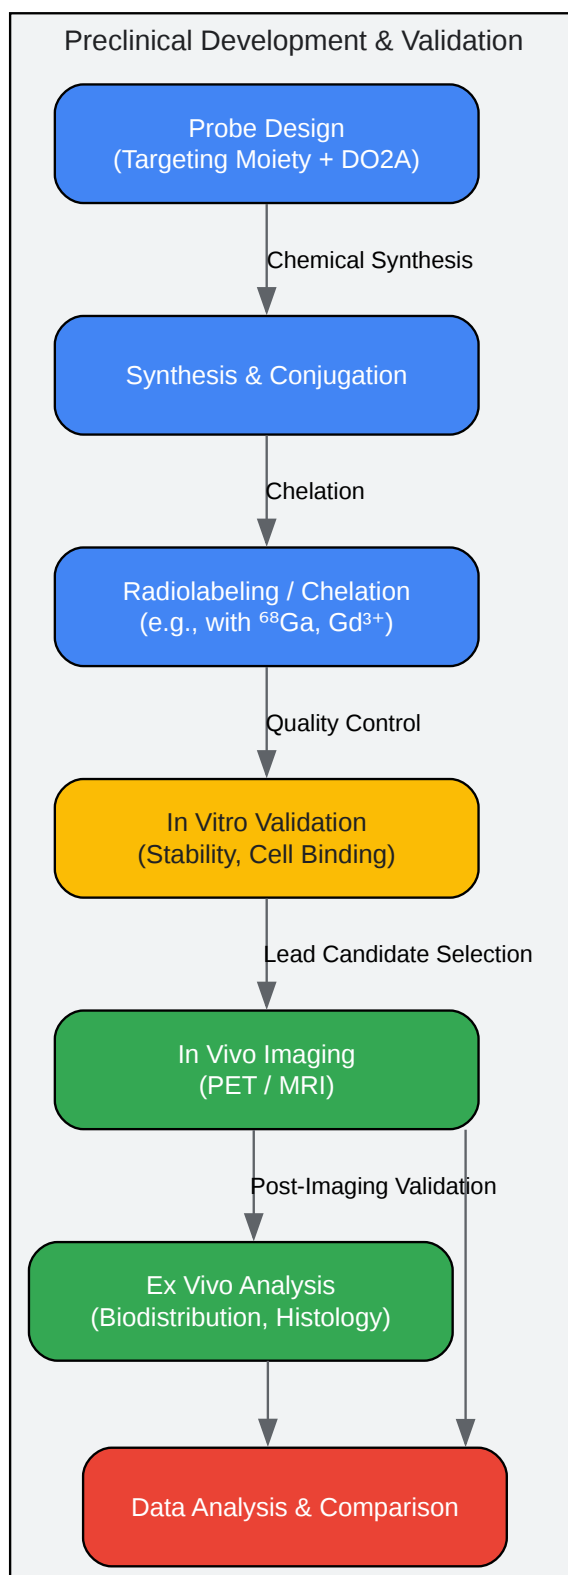 Preclinical Development & Validation
Probe Design
(Targeting Moiety + DO2A)
Chemical Synthesis
Synthesis & Conjugation
Chelation
Radiolabeling / Chelation
(e.g., with ⁶⁸Ga, Gd³⁺)
Quality Control
In Vitro Validation
(Stability, Cell Binding)
Lead Candidate Selection
In Vivo Imaging
(PET / MRI)
Post-Imaging Validation
Ex Vivo Analysis
(Biodistribution, Histology)
Data Analysis & Comparison